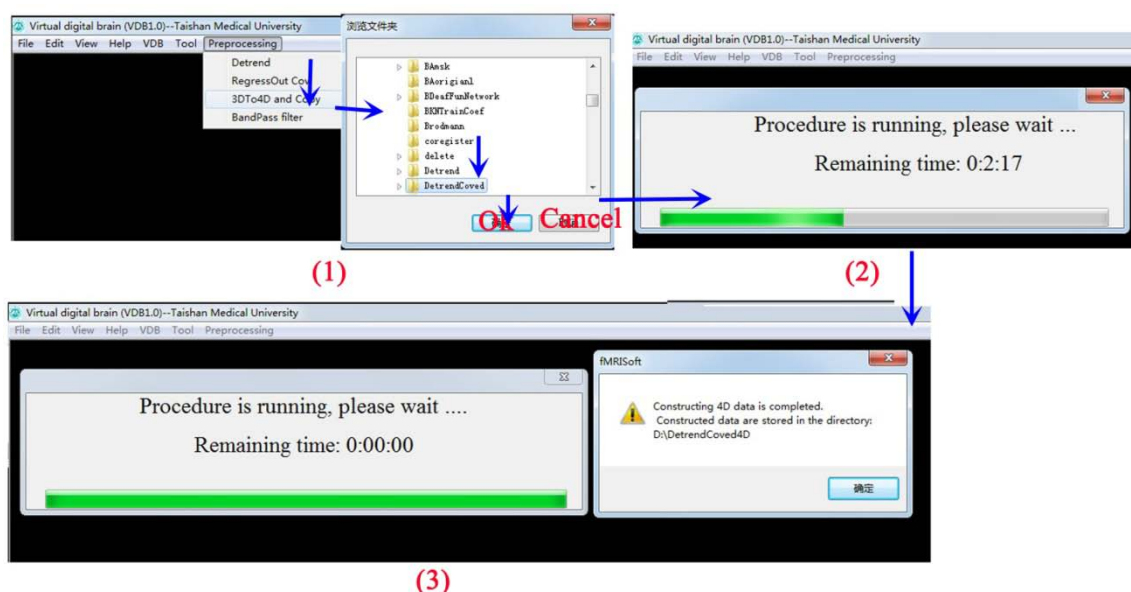 Virtual digital brain (VDB1.0)--Taishan Medical University
File Edit View Help VDB Tool Preprocessing
Detrend
RegressOut Cov
3DTo4D and Copy
BandPass filter
浏览文件夹
BAmsk
BAorigianl
BDeafFunNetwork
BKNTrainCoef
Brodmann
coregister
delete
Detrend
DetrendCoved
Ok Cancel
(1)
Virtual digital brain (VDB1.0)--Taishan Medical University
File Edit View Help VDB Tool Preprocessing
Procedure is running, please wait ...
Remaining time: 0:2:17
(2)
Virtual digital brain (VDB1.0)--Taishan Medical University
File Edit View Help VDB Tool Preprocessing
Procedure is running, please wait ....
Remaining time: 0:00:00
fMRISoft
Constructing 4D data is completed.
Constructed data are stored in the directory:
D:\DetrendCoved4D
确定
(3)